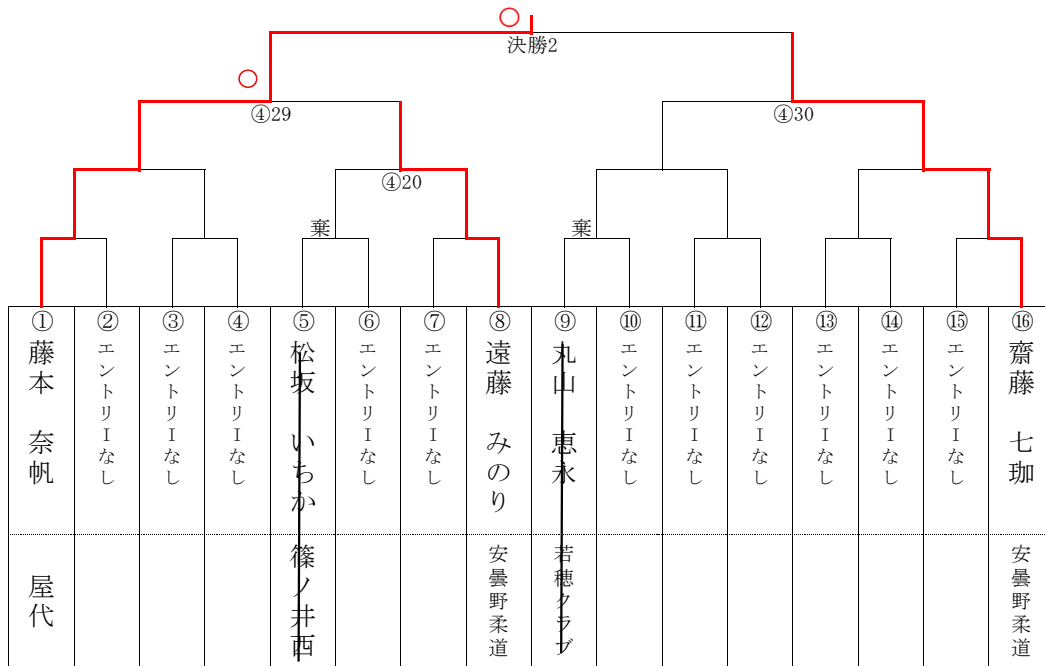 決勝2
④29
④30
④20
棄
棄
① ② ③ ④ ⑤ ⑥ ⑦ ⑧ ⑨ ⑩ ⑪ ⑫ ⑬ ⑭ ⑮ ⑯
藤本 奈帆
エントリーなし
エントリーなし
エントリーなし
松坂 いちか
エントリーなし
エントリーなし
遠藤 みのり
丸山 恵永
エントリーなし
エントリーなし
エントリーなし
エントリーなし
エントリーなし
エントリーなし
齋藤 七珈
屋代
篠ノ井西
安曇野柔道
若穂クラブ
安曇野柔道